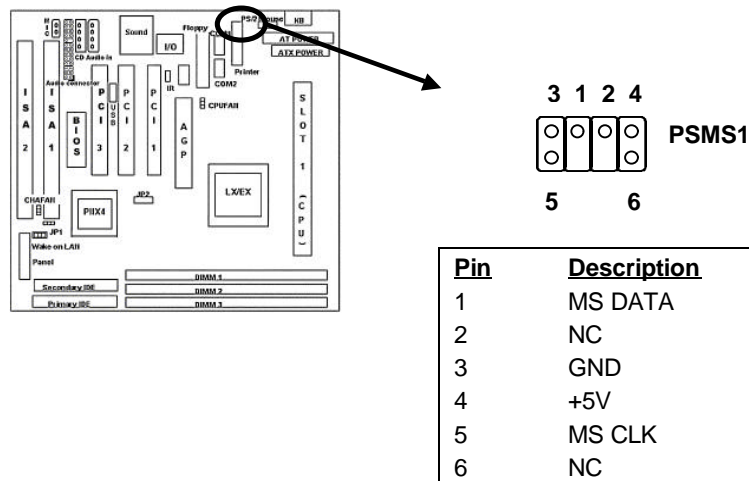 PS/2 Mouse
KB
M
I
C
Sound
I/O
Floppy
COM1
AT POWER
ATX POWER
CD Audio-in
Printer
Audio connector
IR
COM2
I
S
A
2
I
S
A
1
B
I
O
S
P
C
I
3
U
S
B
P
C
I
2
P
C
I
1
CPUFAN
A
G
P
S
L
O
T
1
(
C
P
U
)
CHAFAN
PIIX4
JP2
LX/EX
JP1
Wake on LAN
Panel
Secondary IDE
Primary IDE
DIMM 1
DIMM 2
DIMM 3
3 1 2 4
PSMS1
5 6
Pin Description
1 MS DATA
2 NC
3 GND
4 +5V
5 MS CLK
6 NC